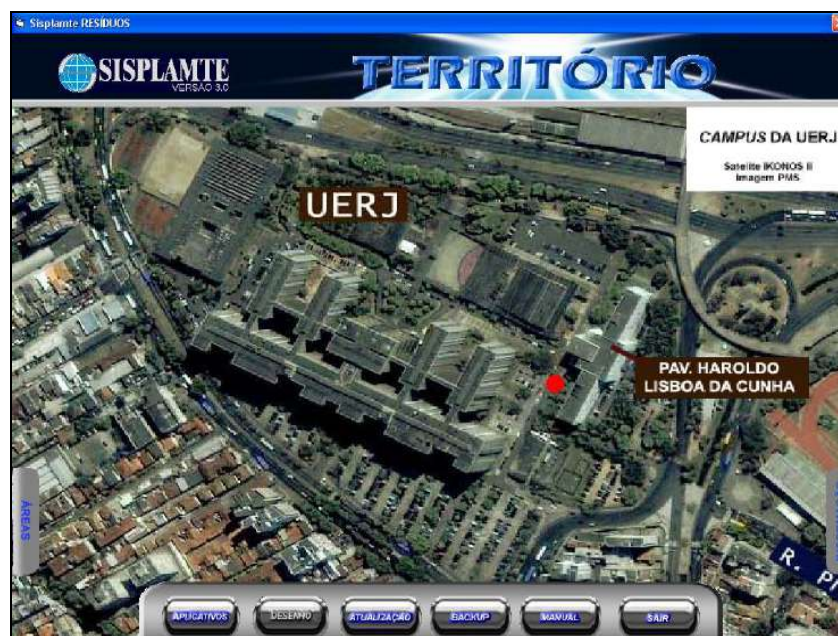 Sisplamte RESÍDUOS
SISPLAMTE
VERSÃO 3.0
TERRITÓRIO
CAMPUS DA UERJ
Satelite IKONOS II
Imagem PMS
UERJ
PAV. HAROLDO
LISBOA DA CUNHA
ÁREAS
R. P
APLICATIVOS
DESENHO
ATUALIZAÇÃO
BACKUP
MANUAL
SAIR